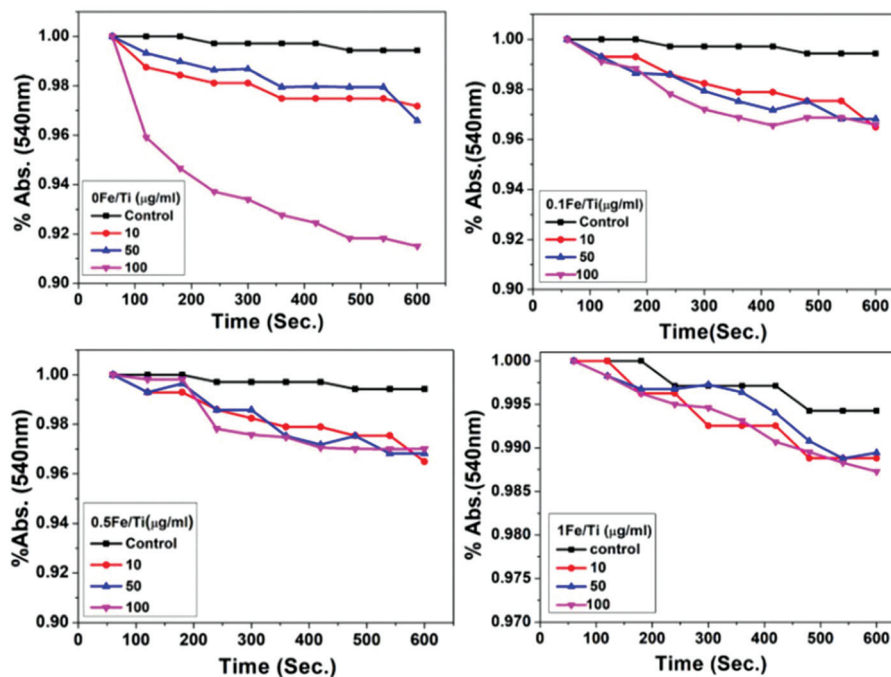 1.00
0.98
0.96
0.94
0.92
0.90
% Abs. (540nm)
0Fe/Ti (μg/ml)
Control
10
50
100
0 100 200 300 400 500 600
Time (Sec.)
1.00
0.98
0.96
0.94
0.92
0.90
% Abs.(540nm)
0.1Fe/Ti(μg/ml)
Control
10
50
100
0 100 200 300 400 500 600
Time(Sec.)
1.00
0.98
0.96
0.94
0.92
0.90
%Abs.(540nm)
0.5Fe/Ti(μg/ml)
Control
10
50
100
0 100 200 300 400 500 600
Time (Sec.)
1.000
0.995
0.990
0.985
0.980
0.975
0.970
% Abs.(540nm)
1Fe/Ti (μg/ml)
control
10
50
100
0 100 200 300 400 500 600
Time (Sec.)